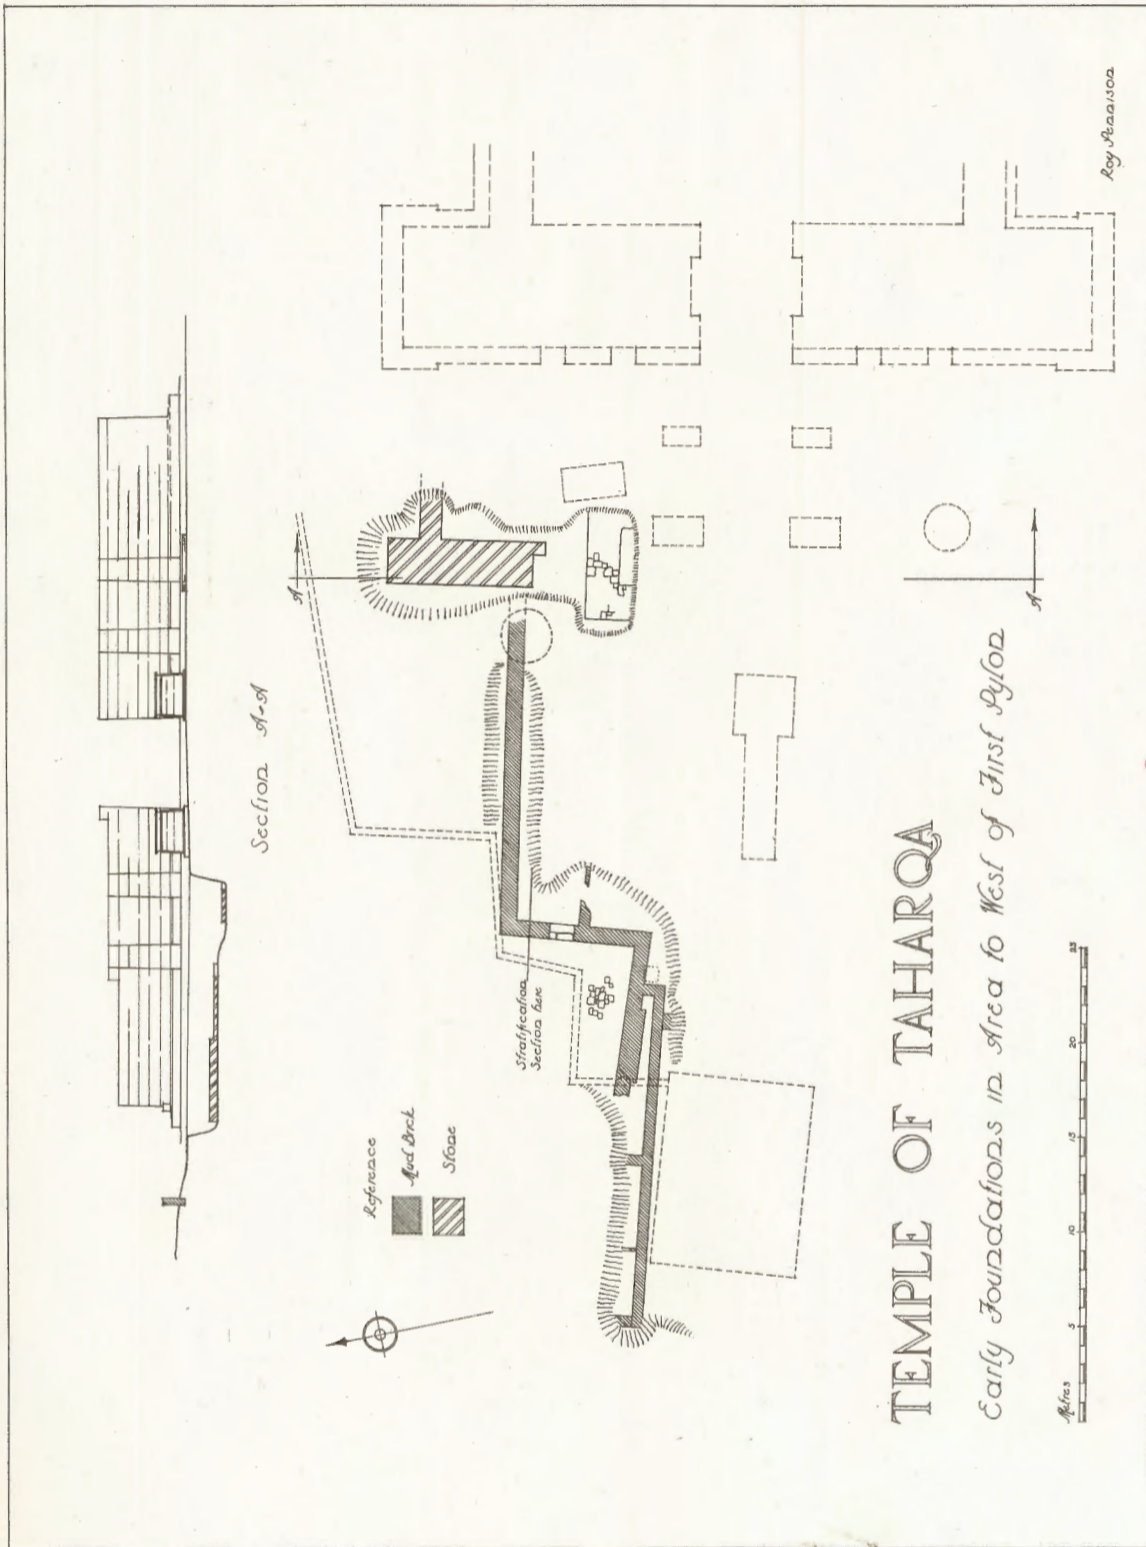 Section A-A
A
Stratification
Section here
Reference
Mud Brick
Stone
A
TEMPLE OF TAHARQA
Early Foundations in Area to West of First Pylon
Metres
5
10
15
20
25
Roy Pennison